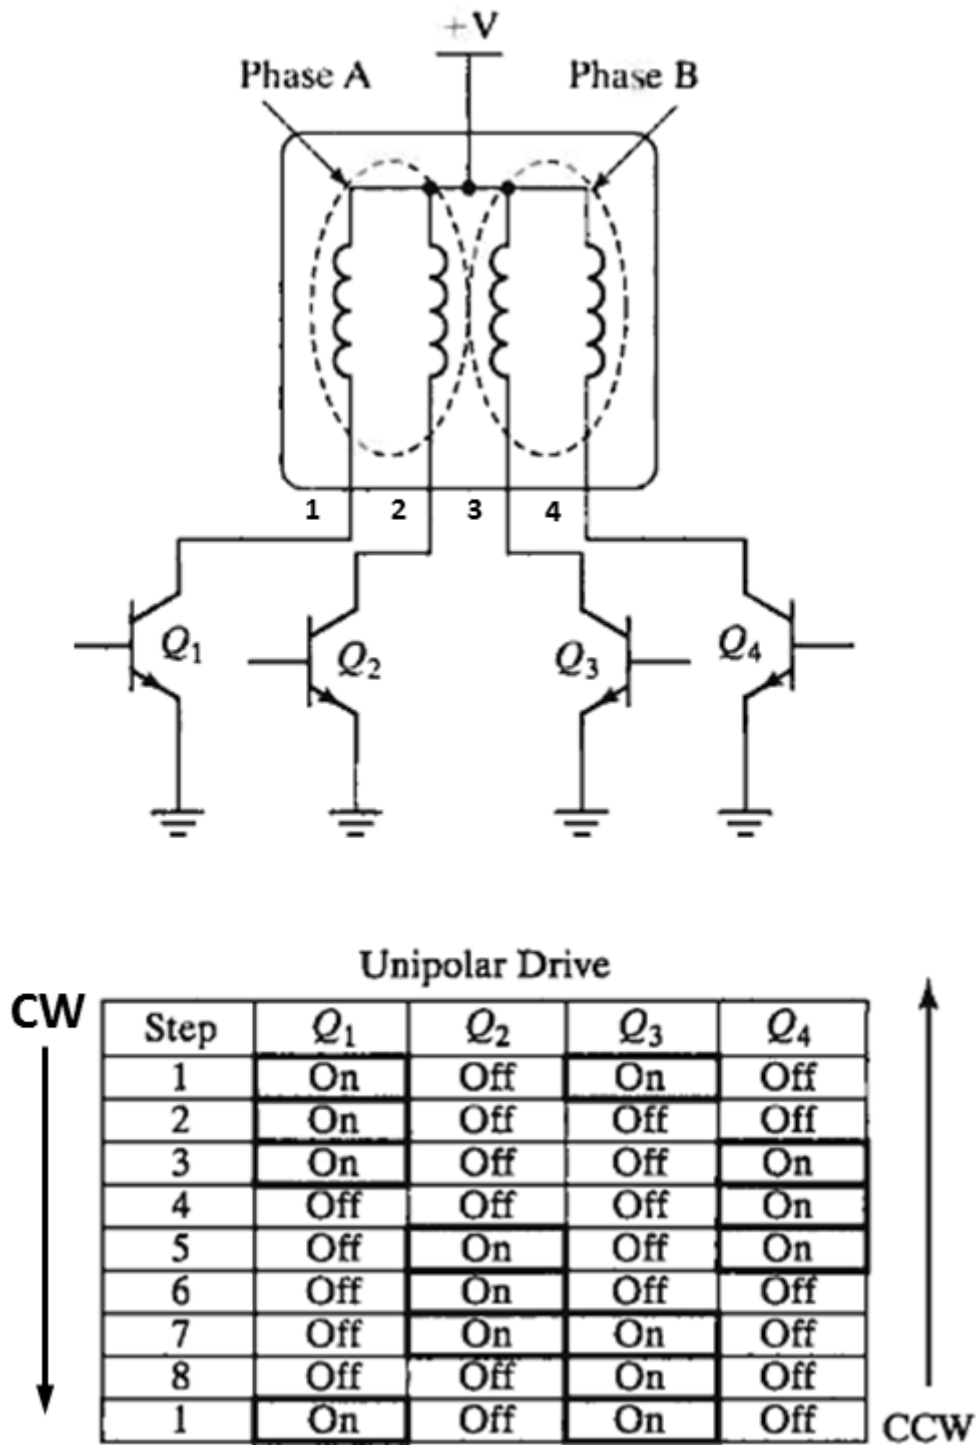 +V
Phase A Phase B
1 2 3 4
Q1 Q2 Q3 Q4
Unipolar Drive
CW
Step Q1 Q2 Q3 Q4
1 On Off On Off
2 On Off Off Off
3 On Off Off On
4 Off Off Off On
5 Off On Off On
6 Off On Off Off
7 Off On On Off
8 Off Off On Off
1 On Off On Off
CCW